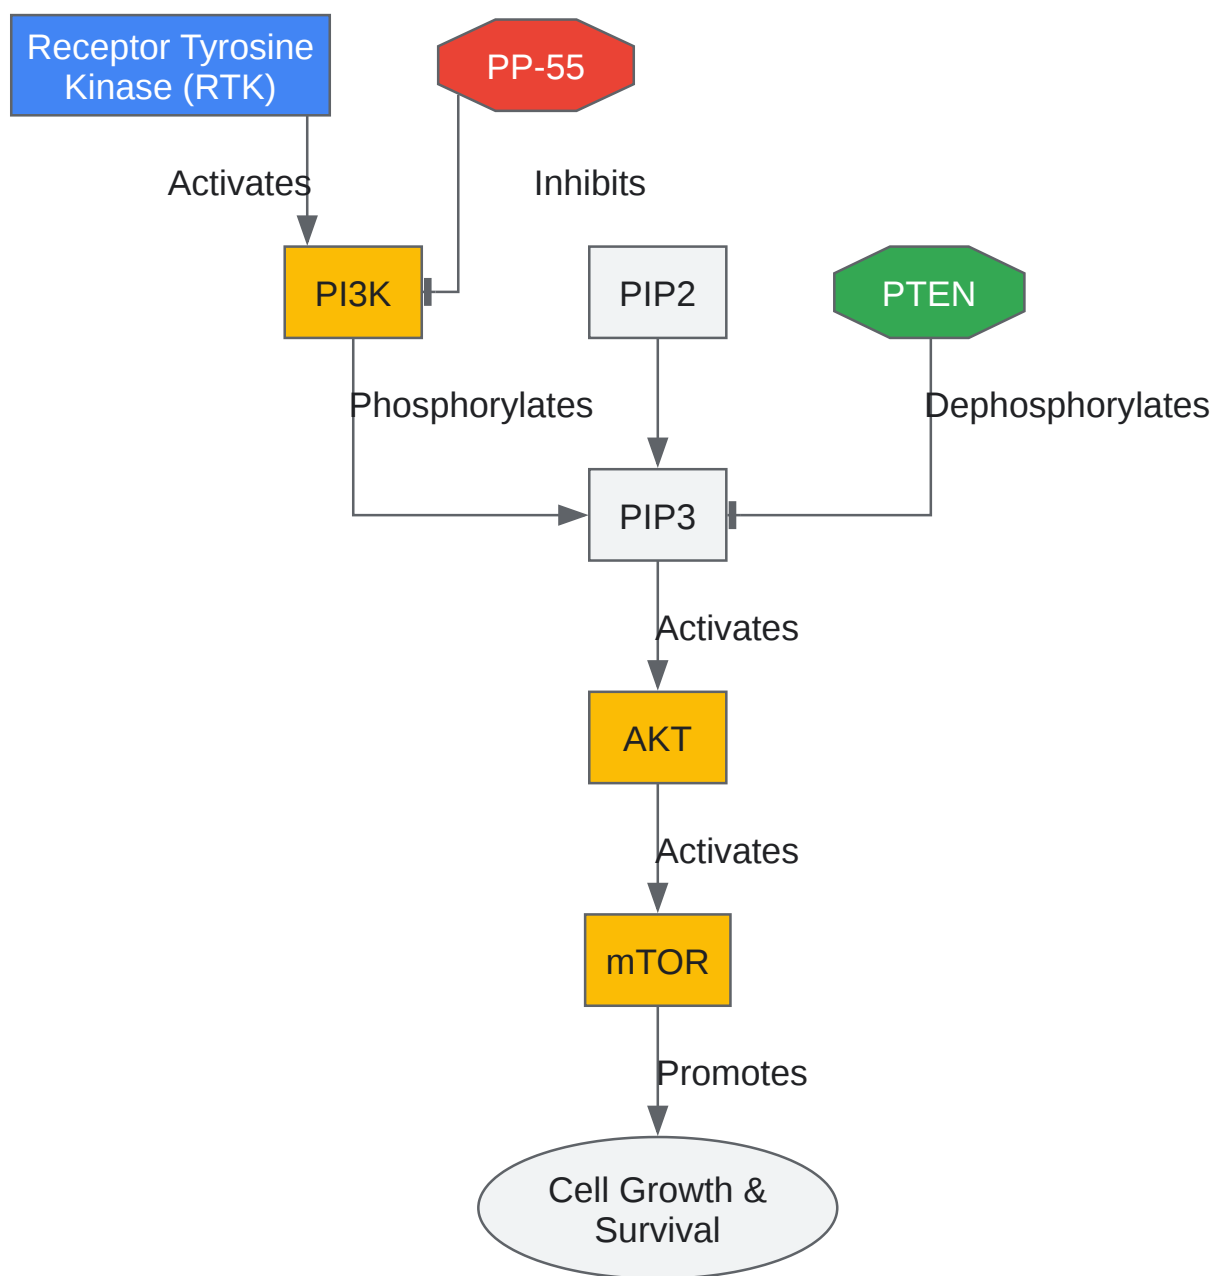 Receptor Tyrosine
Kinase (RTK)
PP-55
Activates
Inhibits
PI3K
PIP2
PTEN
Phosphorylates
Dephosphorylates
PIP3
Activates
AKT
Activates
mTOR
Promotes
Cell Growth &
Survival